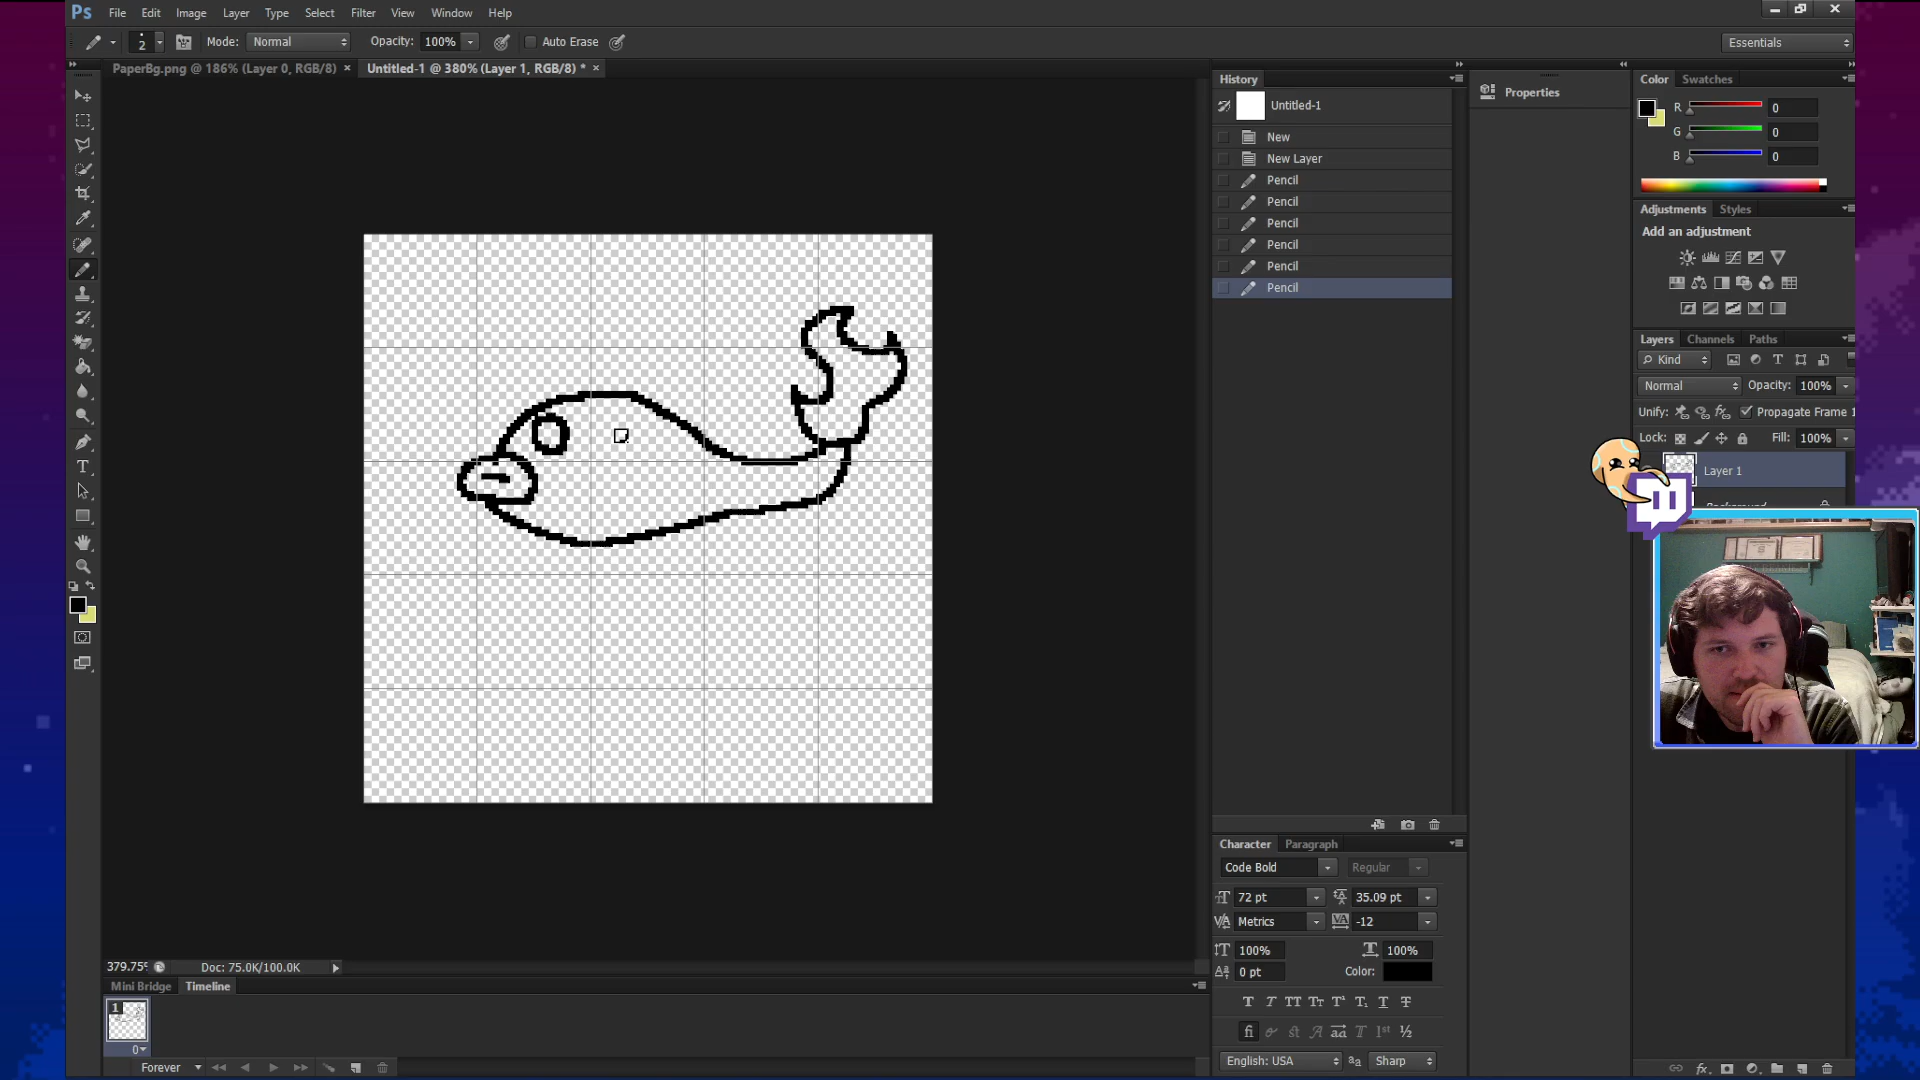 Ps File Edit Image Layer Type Select Filter View Window Help
2 Mode: Normal Opacity: 100% Auto Erase Essentials
PaperBg.png @ 186% (Layer 0, RGB/8) × Untitled-1 @ 380% (Layer 1, RGB/8) * ×
History
Untitled-1
New
New Layer
Pencil
Pencil
Pencil
Pencil
Pencil
Pencil
Properties
Color Swatches
R 0
G 0
B 0
Adjustments Styles
Add an adjustment
Layers Channels Paths
Kind
Normal Opacity: 100%
Unify: Propagate Frame 1
Lock: Fill: 100%
Layer 1
Character Paragraph
Code Bold Regular
72 pt 35.09 pt
Metrics -12
100% 100%
0 pt Color:
English: USA Sharp
379.75% Doc: 75.0K/100.0K
Mini Bridge Timeline
1
0
Forever